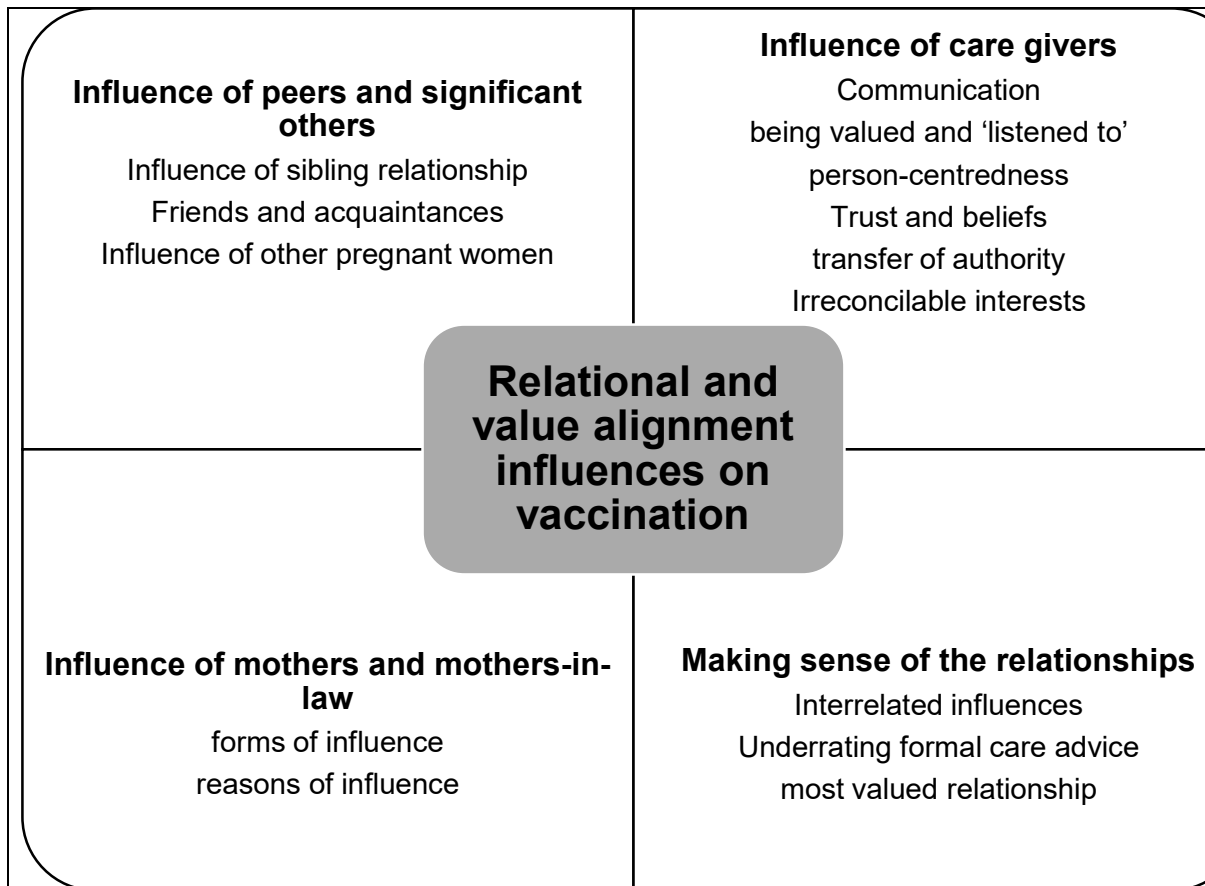 Influence of peers and significant
others
Influence of sibling relationship
Friends and acquaintances
Influence of other pregnant women
Influence of care givers
Communication
being valued and ‘listened to’
person-centredness
Trust and beliefs
transfer of authority
Irreconcilable interests
Relational and
value alignment
influences on
vaccination
Influence of mothers and mothers-in-
law
forms of influence
reasons of influence
Making sense of the relationships
Interrelated influences
Underrating formal care advice
most valued relationship